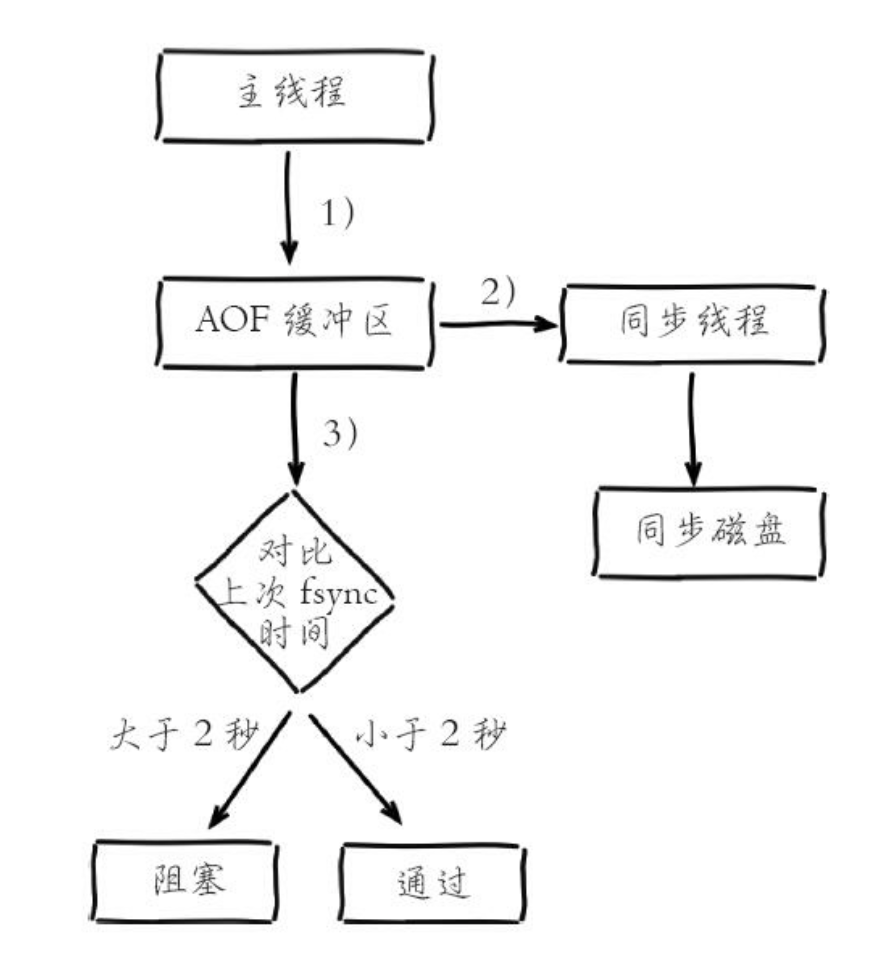 主线程
1）
AOF 缓冲区
2）
同步线程
3）
同步磁盘
对比
上次 fsync
时间
大于 2 秒
小于 2 秒
阻塞
通过